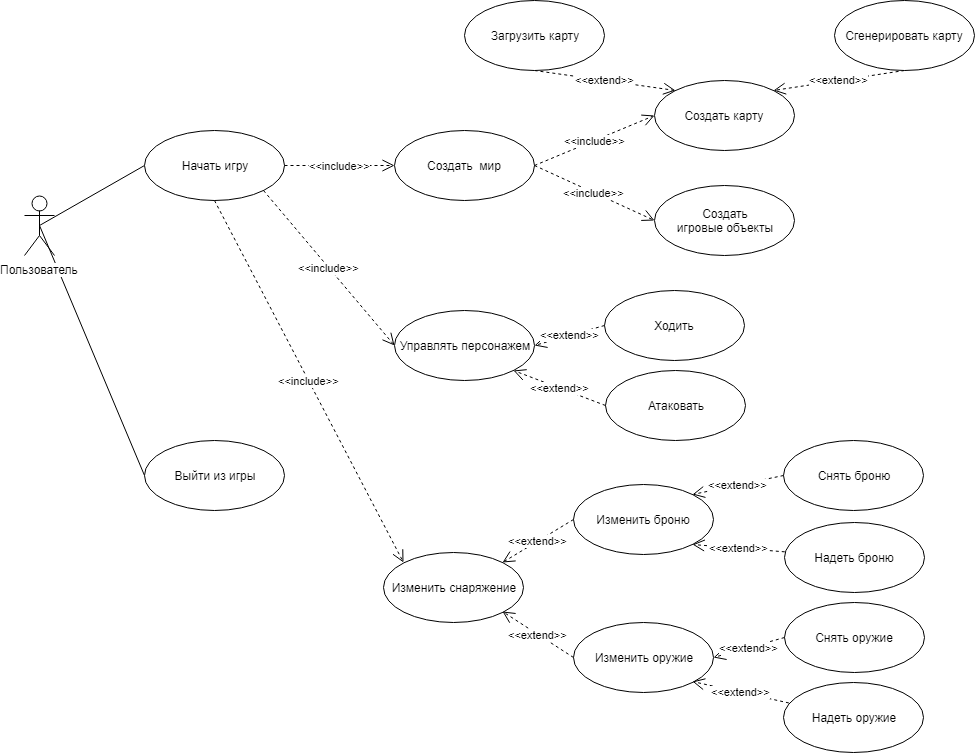 Загрузить карту
Сгенерировать карту
<<extend>>
<<extend>>
Создать карту
<<include>>
Начать игру
<<include>>
Создать мир
<<include>>
Создать
игровые объекты
Пользователь
<<include>>
Ходить
<<extend>>
Управлять персонажем
<<include>>
<<extend>>
Атаковать
Выйти из игры
Снять броню
<<extend>>
Изменить броню
<<extend>>
<<extend>>
Надеть броню
Изменить снаряжение
<<extend>>
Снять оружие
<<extend>>
Изменить оружие
<<extend>>
Надеть оружие